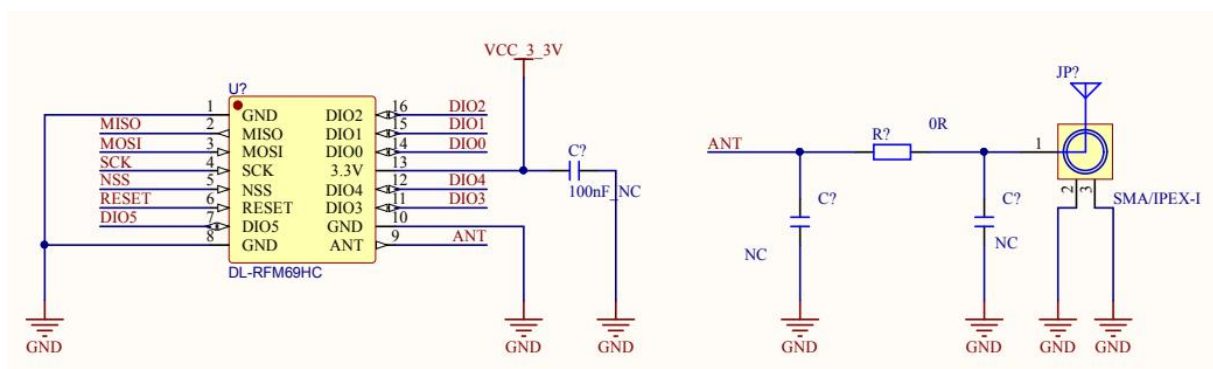 VCC_3_3V
U?
1 GND DIO2 16 DIO2
MISO 2 MISO DIO1 15 DIO1
MOSI 3 MOSI DIO0 14 DIO0
SCK 4 SCK 3.3V 13
NSS 5 NSS DIO4 12 DIO4
RESET 6 RESET DIO3 11 DIO3
DIO5 7 DIO5 GND 10
8 GND ANT 9 ANT
DL-RFM69HC
C?
100nF_NC
GND
GND
GND
JP?
ANT
R?
0R
1
2
3
SMA/IPEX-I
C?
NC
C?
NC
GND
GND
GND
GND